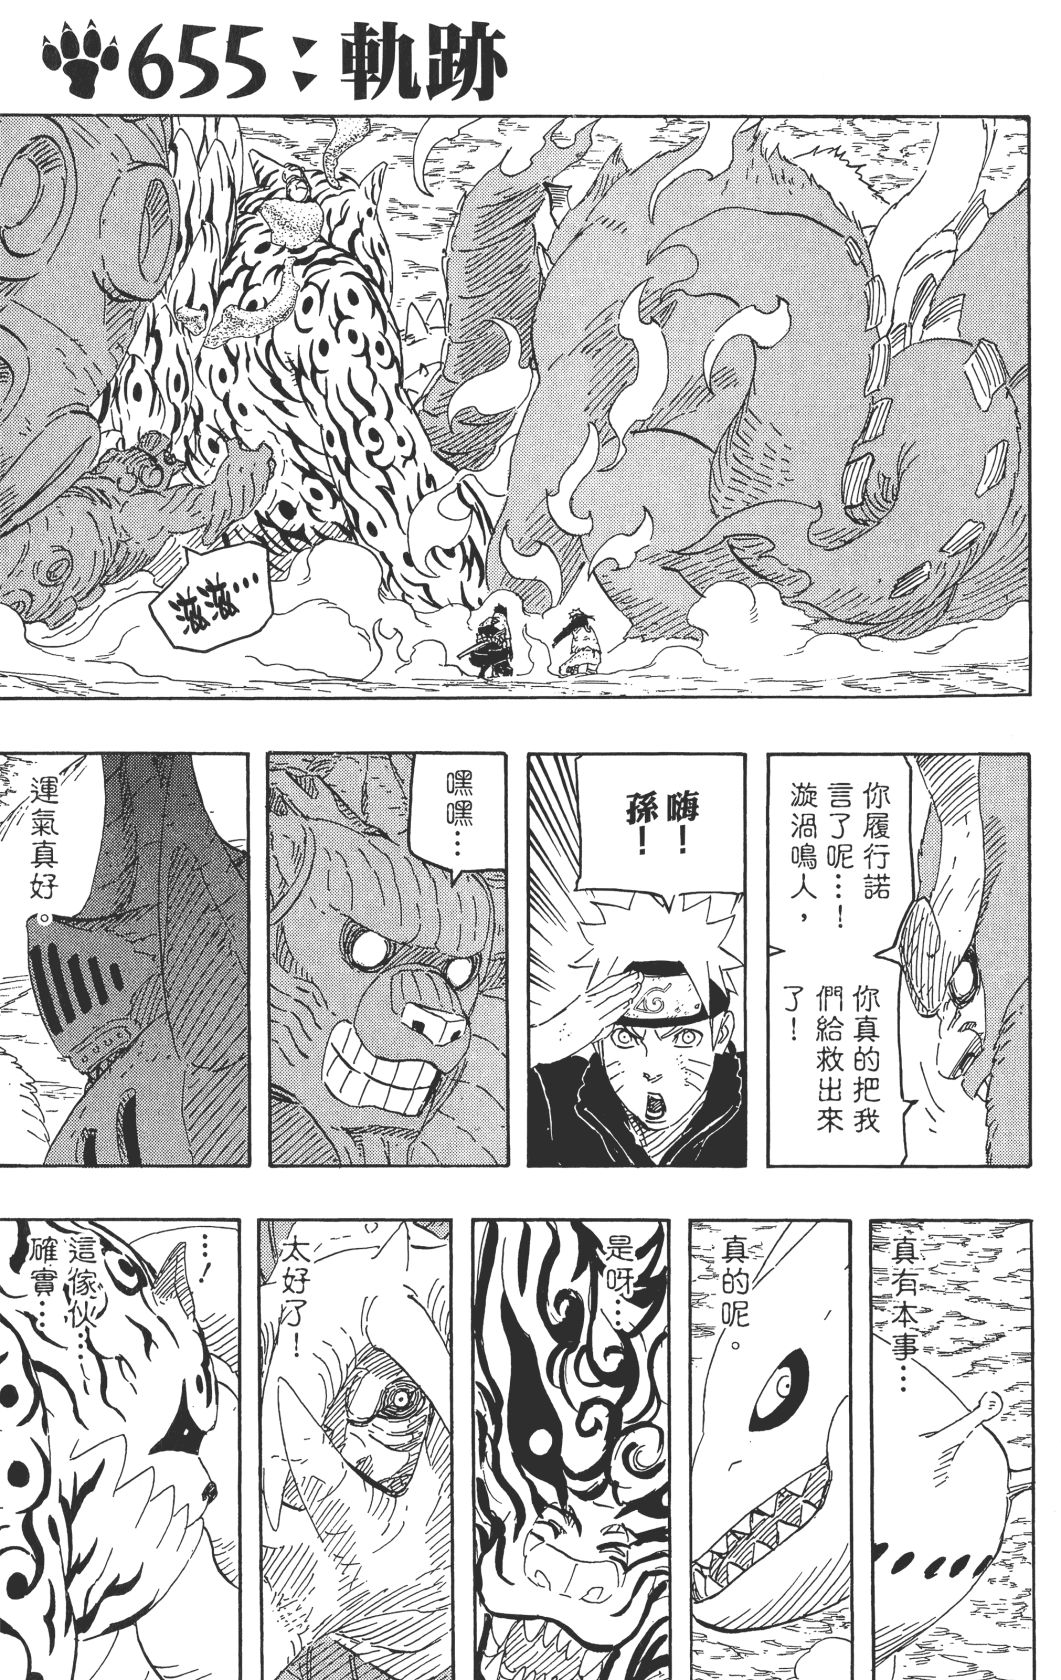 655：軌跡
滋滋…
你履行諾
言了呢…！
漩渦鳴人，
你真的把我
們給救出來
了！
嗨！
孫！
嘿嘿…
運氣真好。
真有本事…
真的呢。
是呀…
太好了！
…！
這傢伙…
確實…